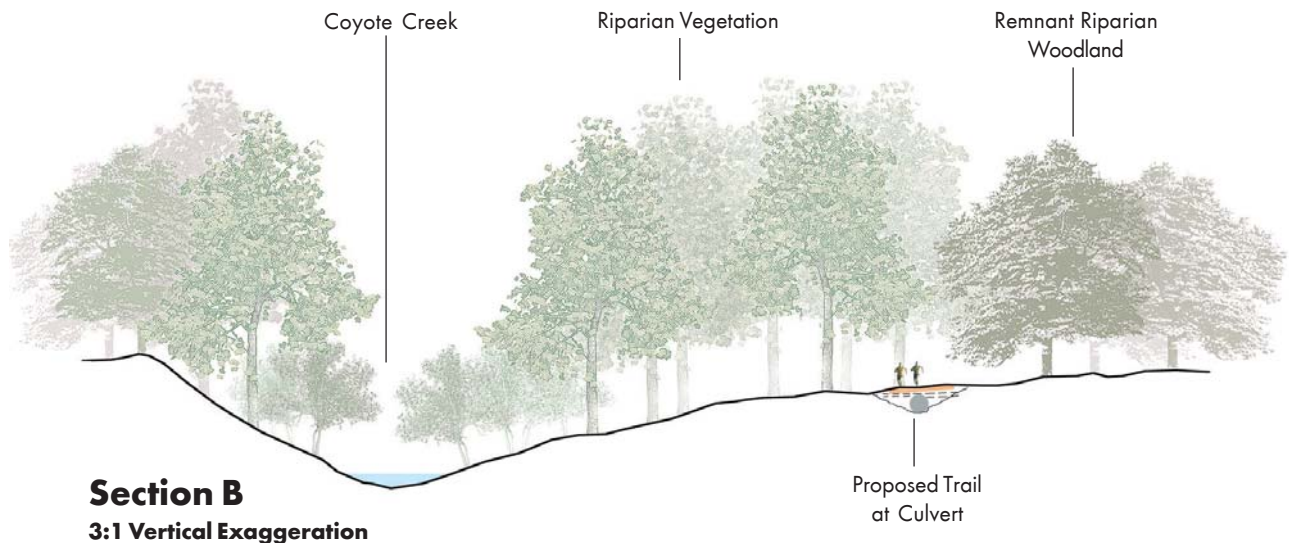 Coyote Creek
Riparian Vegetation
Remnant Riparian
Woodland
Proposed Trail
at Culvert
Section B
3:1 Vertical Exaggeration